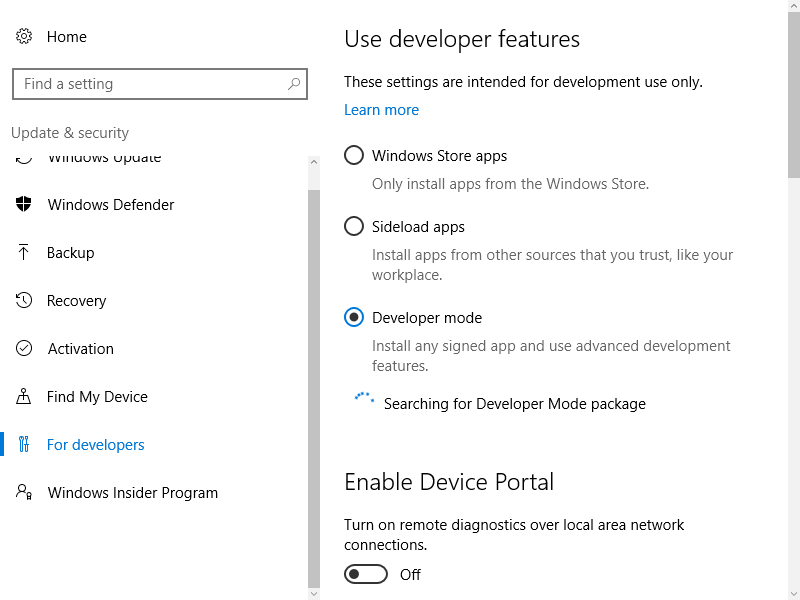 Home
Find a setting
Update & security
Windows Update
Windows Defender
Backup
Recovery
Activation
Find My Device
For developers
Windows Insider Program
Use developer features
These settings are intended for development use only.
Learn more
Windows Store apps
Only install apps from the Windows Store.
Sideload apps
Install apps from other sources that you trust, like your
workplace.
Developer mode
Install any signed app and use advanced development
features.
Searching for Developer Mode package
Enable Device Portal
Turn on remote diagnostics over local area network
connections.
Off